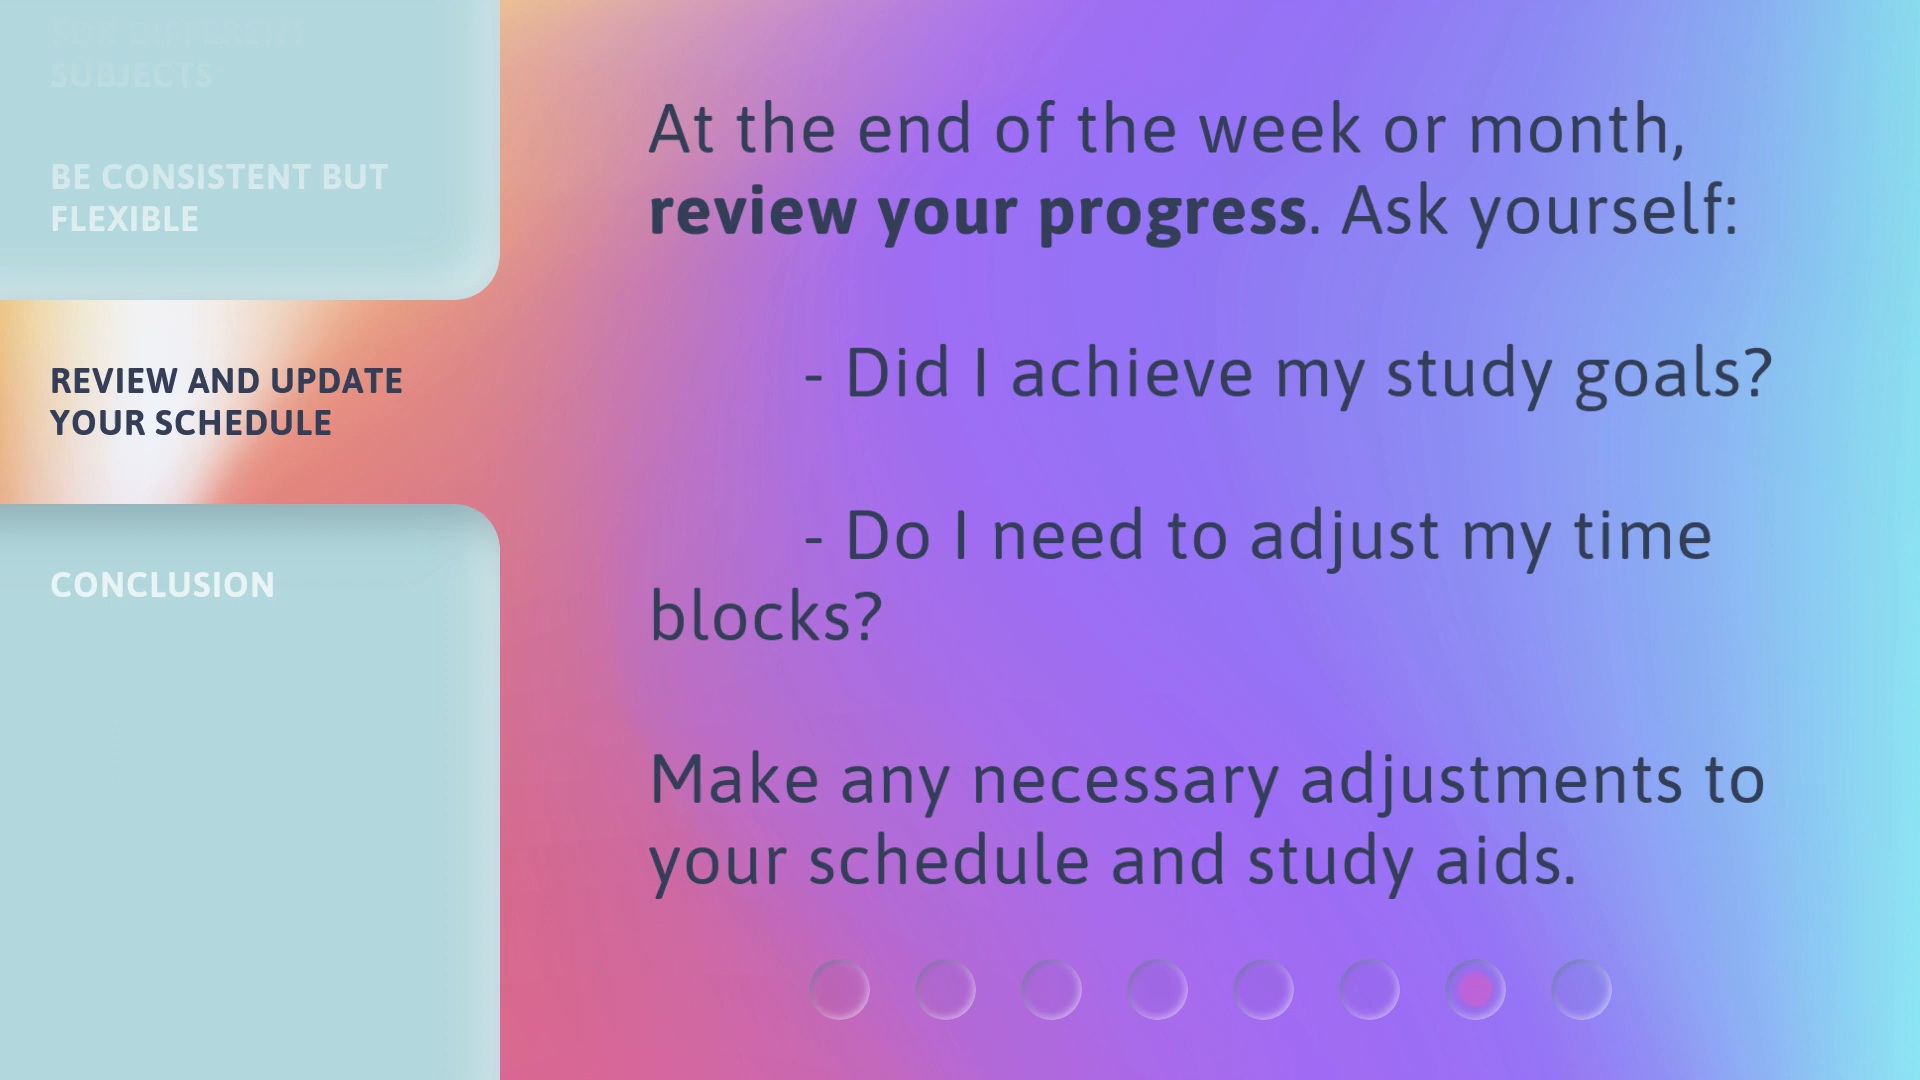 FOR DIFFERENT
SUBJECTS
BE CONSISTENT BUT
FLEXIBLE
REVIEW AND UPDATE
YOUR SCHEDULE
CONCLUSION
At the end of the week or month,
review your progress. Ask yourself:
- Did I achieve my study goals?
- Do I need to adjust my time
blocks?
Make any necessary adjustments to
your schedule and study aids.